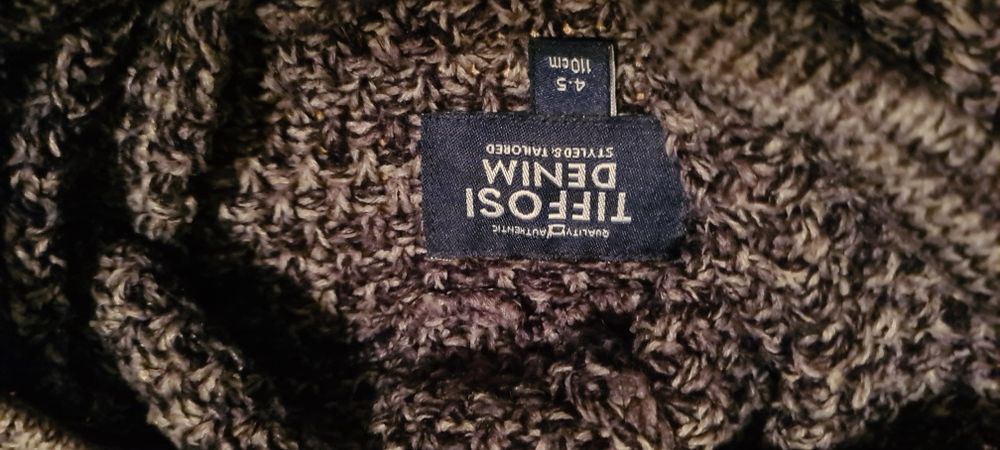 QUALITY AUTHENTIC
TIFFOSI
DENIM
STYLED & TAILORED
4-5
110cm